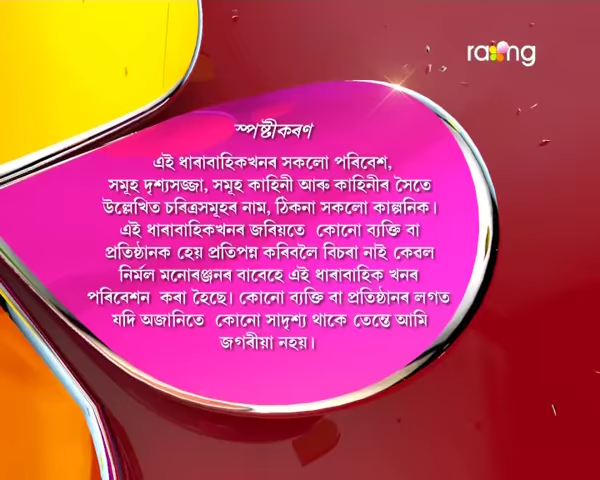 rang
স্পষ্টীকৰণ
এই ধাৰাবাহিকখনৰ সকলো পৰিবেশ,
সমূহ দৃশ্যসজ্জা, সমূহ কাহিনী আৰু কাহিনীৰ সৈতে
উল্লেখিত চৰিত্ৰসমূহৰ নাম, ঠিকনা সকলো কাল্পনিক।
এই ধাৰাবাহিকখনৰ জৰিয়তে কোনো ব্যক্তি বা
প্ৰতিষ্ঠানক হেয় প্ৰতিপন্ন কৰিবলৈ বিচৰা নাই কেৱল
নিৰ্মল মনোৰঞ্জনৰ বাবেহে এই ধাৰাবাহিক খনৰ
পৰিবেশন কৰা হৈছে। কোনো ব্যক্তি বা প্ৰতিষ্ঠানৰ লগত
যদি অজানিতে কোনো সাদৃশ্য থাকে তেন্তে আমি
জগৰীয়া নহয়।